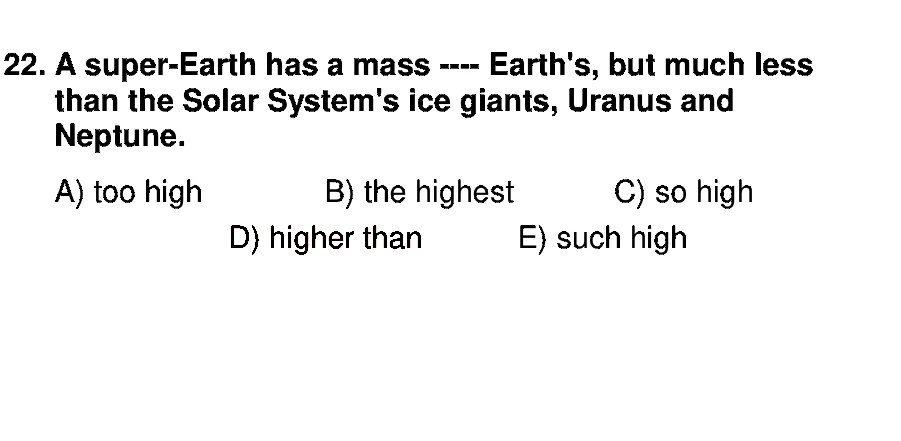 22. A super-Earth has a mass ---- Earth's, but much less
than the Solar System's ice giants, Uranus and
Neptune.
A) too high B) the highest C) so high
D) higher than E) such high